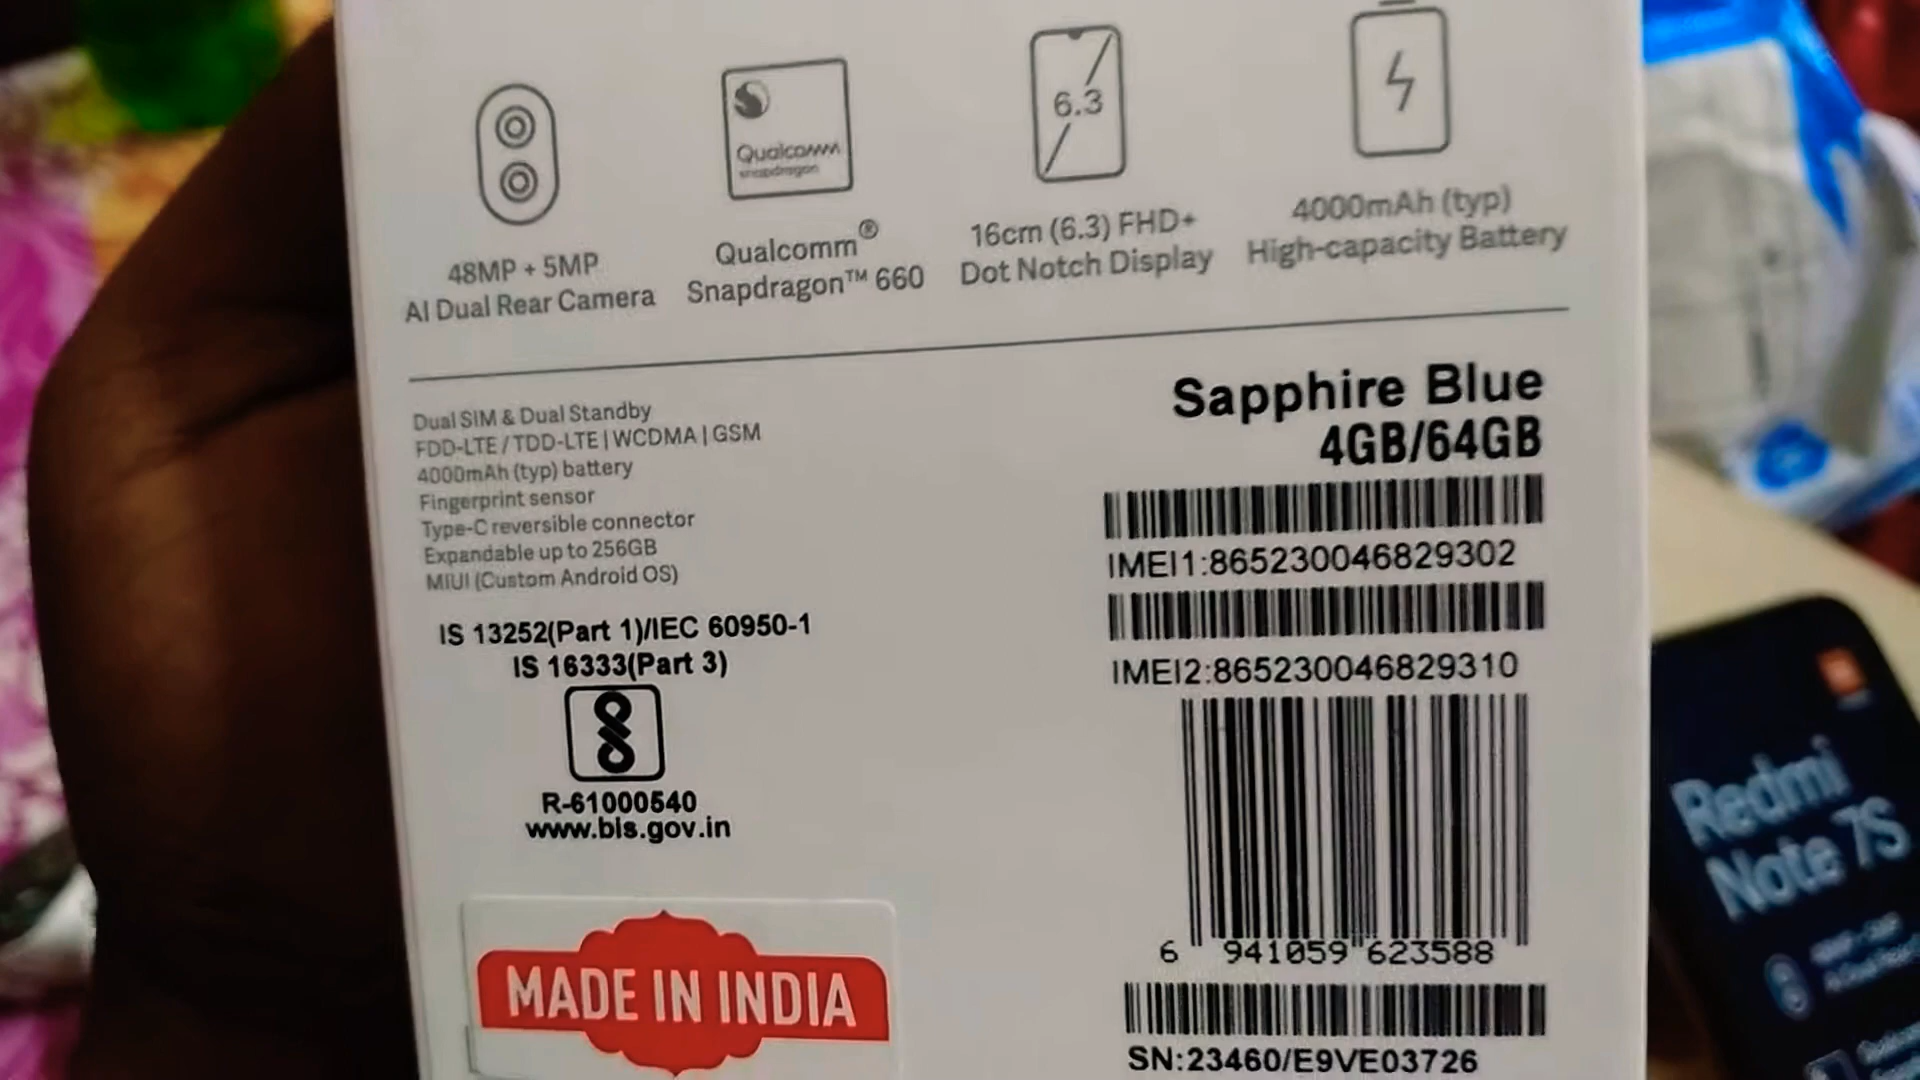 Qualcomm
snapdragon
6.3
48MP + 5MP
AI Dual Rear Camera
Qualcomm®
Snapdragon™ 660
16cm (6.3) FHD+
Dot Notch Display
4000mAh (typ)
High-capacity Battery
Dual SIM & Dual Standby
FDD-LTE / TDD-LTE | WCDMA | GSM
4000mAh (typ) battery
Fingerprint sensor
Type-C reversible connector
Expandable up to 256GB
MIUI (Custom Android OS)
IS 13252(Part 1)/IEC 60950-1
IS 16333(Part 3)
R-61000540
www.bis.gov.in
MADE IN INDIA
Sapphire Blue
4GB/64GB
IMEI1:865230046829302
IMEI2:865230046829310
6 941059 623588
SN:23460/E9VE03726
Redmi
Note 7S